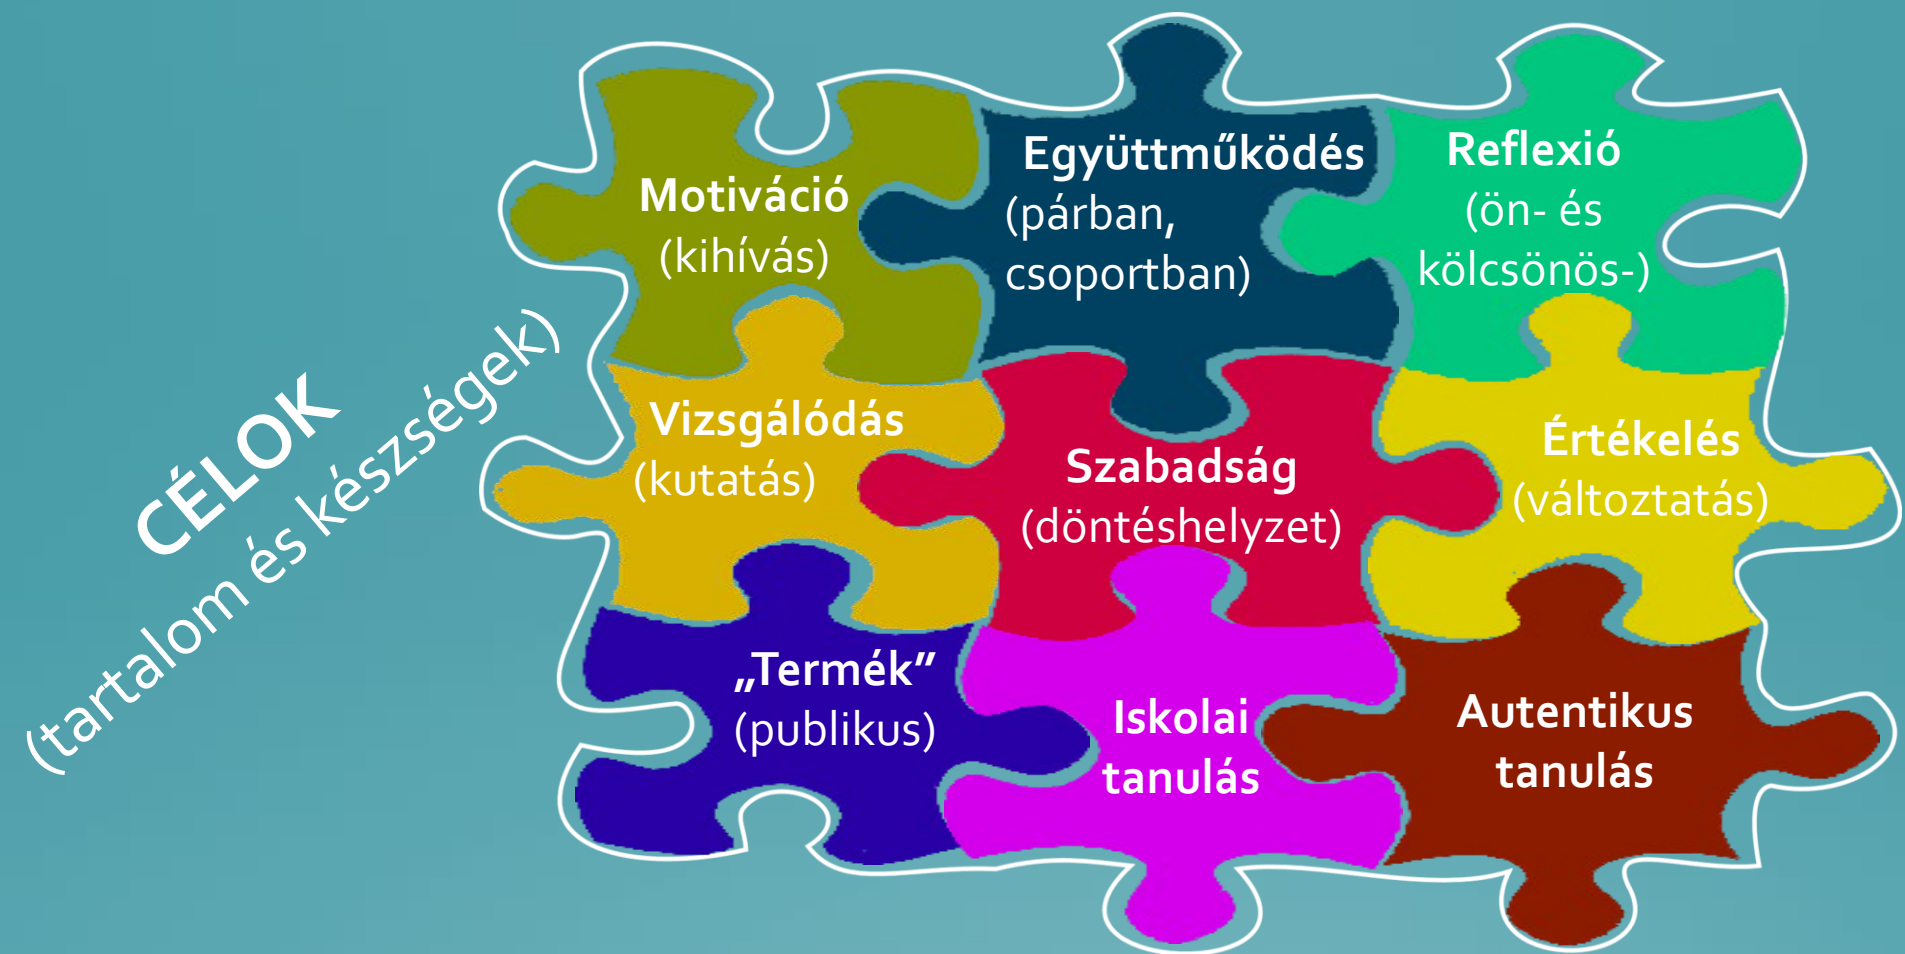 CÉLOK
(tartalom és készségek)
Motiváció
(kihívás)
Együttműködés
(párban,
csoportban)
Reflexió
(ön- és
kölcsönös-)
Vizsgálódás
(kutatás)
Szabadság
(döntéshelyzet)
Értékelés
(változtatás)
„Termék”
(publikus)
Iskolai
tanulás
Autentikus
tanulás